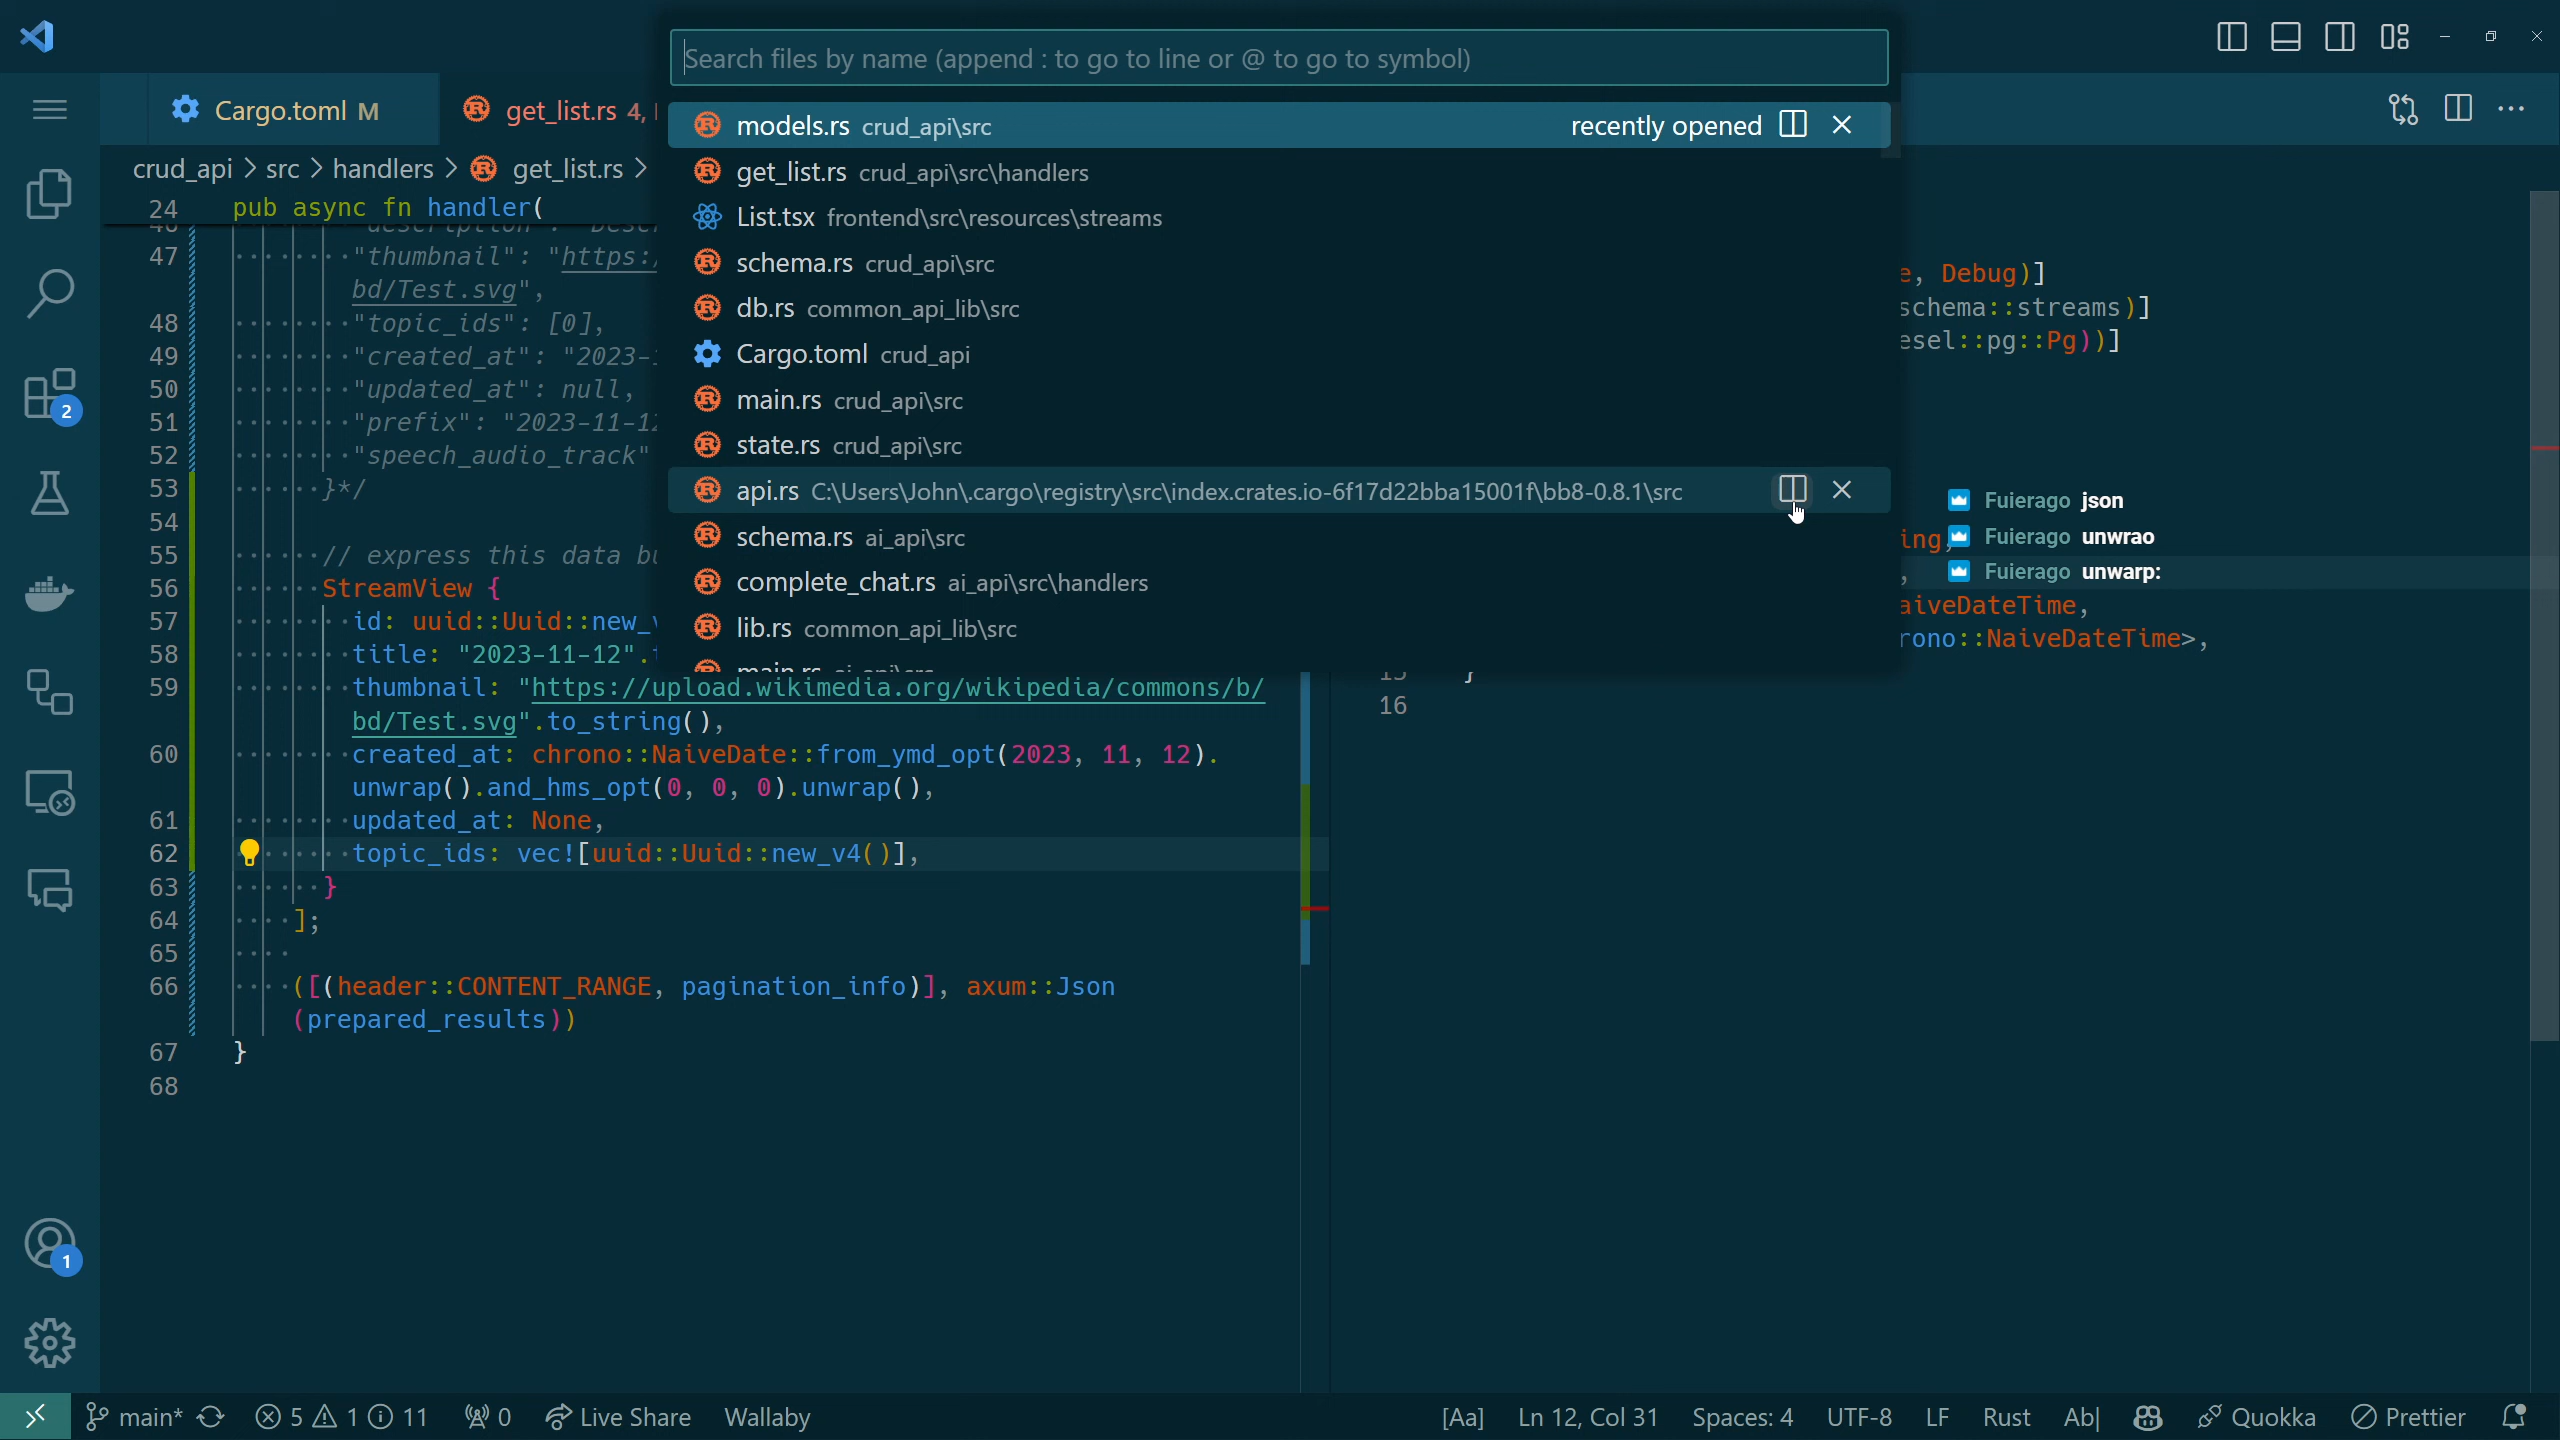 Search files by name (append : to go to line or @ to go to symbol)
Cargo.toml M
get_list.rs 4,
models.rs crud_api\src recently opened
get_list.rs crud_api\src\handlers
List.tsx frontend\src\resources\streams
schema.rs crud_api\src
db.rs common_api_lib\src
Cargo.toml crud_api
main.rs crud_api\src
state.rs crud_api\src
api.rs C:\Users\John\.cargo\registry\src\index.crates.io-6f17d22bba15001f\bb8-0.8.1\src
schema.rs ai_api\src
complete_chat.rs ai_api\src\handlers
lib.rs common_api_lib\src
crud_api > src > handlers > get_list.rs >
24 pub async fn handler(
47 "thumbnail": "https:/
bd/Test.svg",
48 "topic_ids": [0],
49 "created_at": "2023-
50 "updated_at": null,
51 "prefix": "2023-11-12
52 "speech_audio_track"
53 }*/
54
55 // express this data bu
56 StreamView {
57 id: uuid::Uuid::new_v
58 title: "2023-11-12".
59 thumbnail: "https://upload.wikimedia.org/wikipedia/commons/b/
bd/Test.svg".to_string(),
60 created_at: chrono::NaiveDate::from_ymd_opt(2023, 11, 12).
unwrap().and_hms_opt(0, 0, 0).unwrap(),
61 updated_at: None,
62 topic_ids: vec![uuid::Uuid::new_v4()],
63 }
64 ];
65
66 ([(header::CONTENT_RANGE, pagination_info)], axum::Json
(prepared_results))
67 }
68
e, Debug)]
schema::streams)]
esel::pg::Pg))]
Fuierago json
ing, Fuierago unwrao
, Fuierago unwarp:
aiveDateTime,
rono::NaiveDateTime>,
}
16
2
1
main* 5 1 11 0 Live Share Wallaby
[Aa] Ln 12, Col 31 Spaces: 4 UTF-8 LF Rust Ab| Quokka Prettier